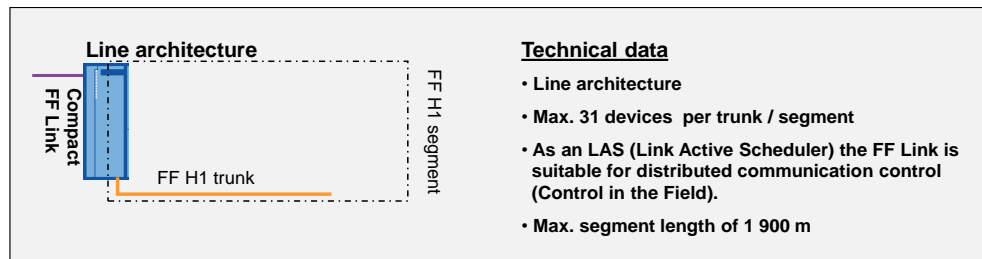 Line architecture
Compact
FF Link
FF H1 trunk
FF H1 segment
Technical data
• Line architecture
• Max. 31 devices per trunk / segment
• As an LAS (Link Active Scheduler) the FF Link is
suitable for distributed communication control
(Control in the Field).
• Max. segment length of 1 900 m